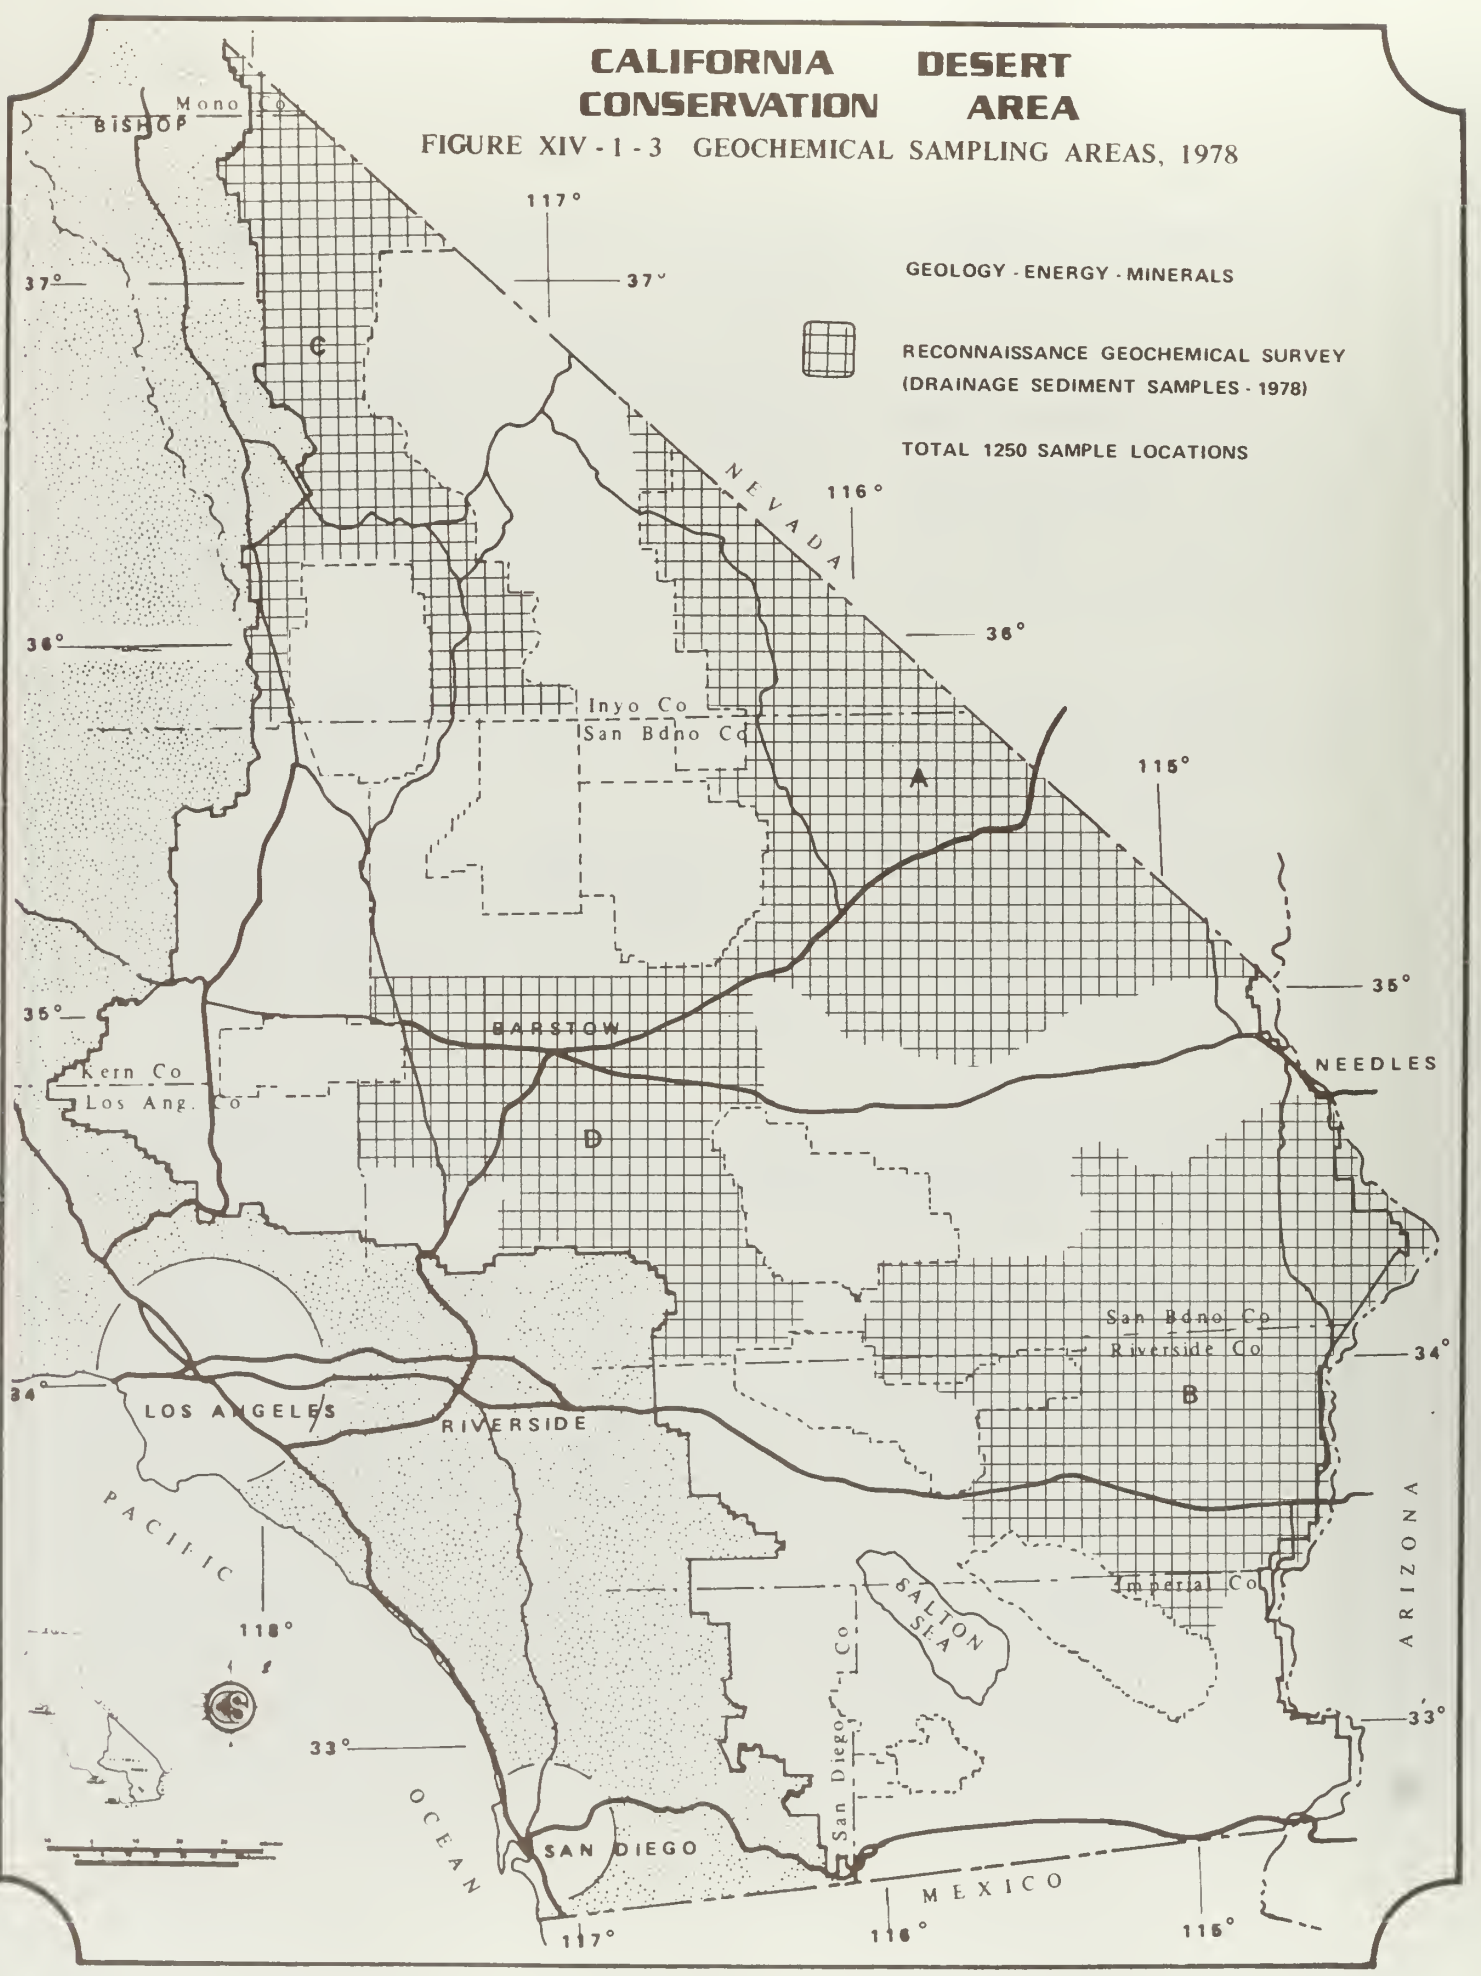 CALIFORNIA DESERT
CONSERVATION AREA
FIGURE XIV - 1 - 3 GEOCHEMICAL SAMPLING AREAS, 1978
Mono Co
BISHOP
117°
37°
37°
GEOLOGY - ENERGY - MINERALS
RECONNAISSANCE GEOCHEMICAL SURVEY
(DRAINAGE SEDIMENT SAMPLES - 1978)
TOTAL 1250 SAMPLE LOCATIONS
C
NEVADA
116°
36°
36°
Inyo Co
San Bdno Co
A
115°
35°
35°
BARSTOW
NEEDLES
Kern Co
Los Ang. Co
D
San Bdno Co
Riverside Co
34°
34°
B
LOS ANGELES
RIVERSIDE
PACIFIC
ARIZONA
Imperial Co
SALTON
SEA
118°
San Diego Co
33°
33°
OCEAN
SAN DIEGO
MEXICO
117°
116°
115°